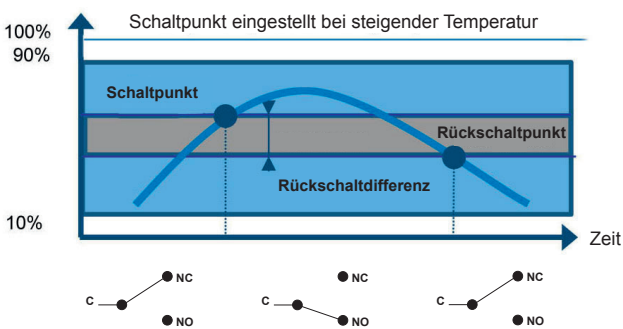 Schaltpunkt eingestellt bei steigender Temperatur
100%
90%
Schaltpunkt
Rückschaltpunkt
Rückschaltdifferenz
10%
Zeit
C NC NO
C NC NO
C NC NO